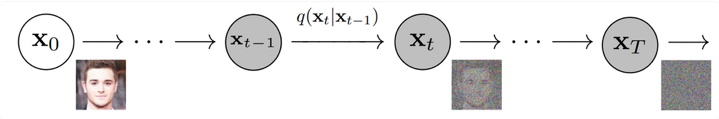 q(x_t|x_{t-1})
x_0 ⟶ ··· ⟶ x_{t-1} ⟶ x_t ⟶ ··· ⟶ x_T ⟶